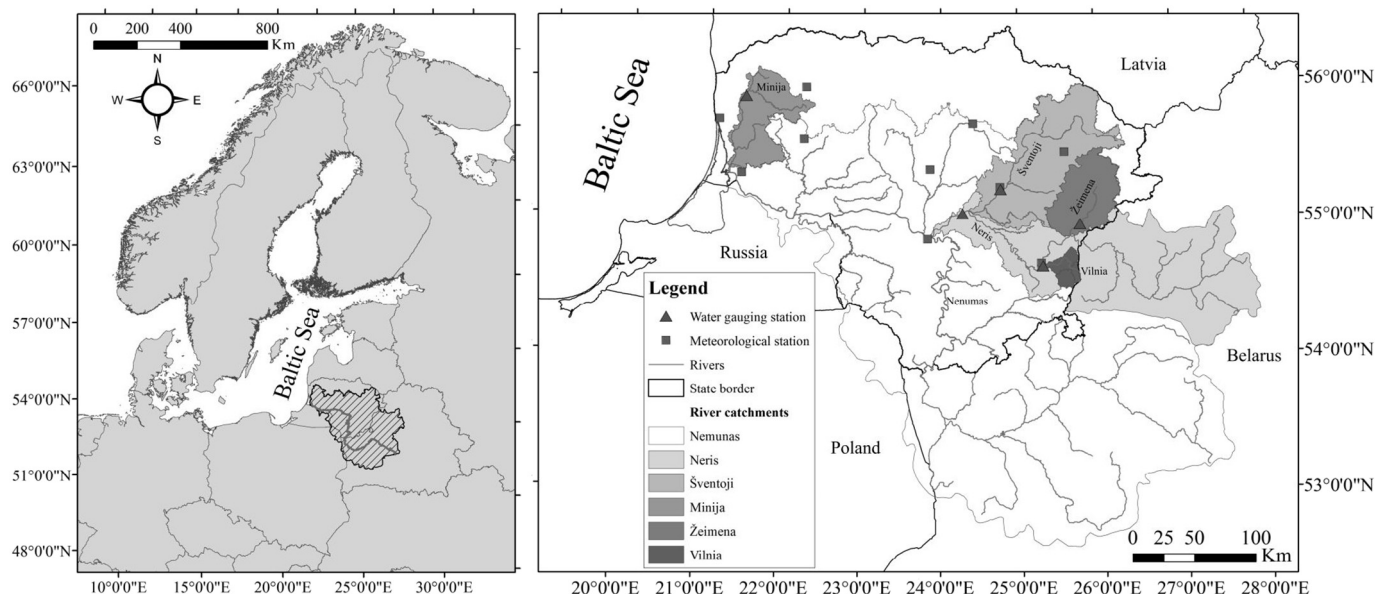 0 200 400 800
Km
N
W E
S
66°0'0"N
63°0'0"N
60°0'0"N
57°0'0"N
54°0'0"N
51°0'0"N
48°0'0"N
Baltic Sea
10°0'0"E 15°0'0"E 20°0'0"E 25°0'0"E 30°0'0"E
Baltic Sea
Latvia
Minija
Šventoji
Žeimena
Neris
Vilnia
Nenumas
Russia
Belarus
Poland
Legend
Water gauging station
Meteorological station
Rivers
State border
River catchments
Nemunas
Neris
Šventoji
Minija
Žeimena
Vilnia
56°0'0"N
55°0'0"N
54°0'0"N
53°0'0"N
0 25 50 100
Km
20°0'0"E 21°0'0"E 22°0'0"E 23°0'0"E 24°0'0"E 25°0'0"E 26°0'0"E 27°0'0"E 28°0'0"E